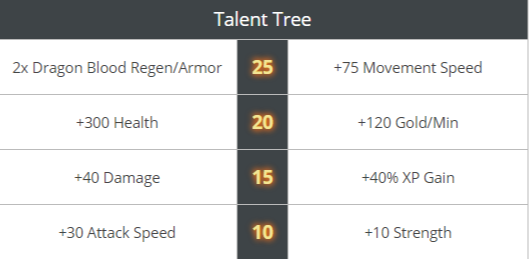 Talent Tree
2x Dragon Blood Regen/Armor 25 +75 Movement Speed
+300 Health 20 +120 Gold/Min
+40 Damage 15 +40% XP Gain
+30 Attack Speed 10 +10 Strength